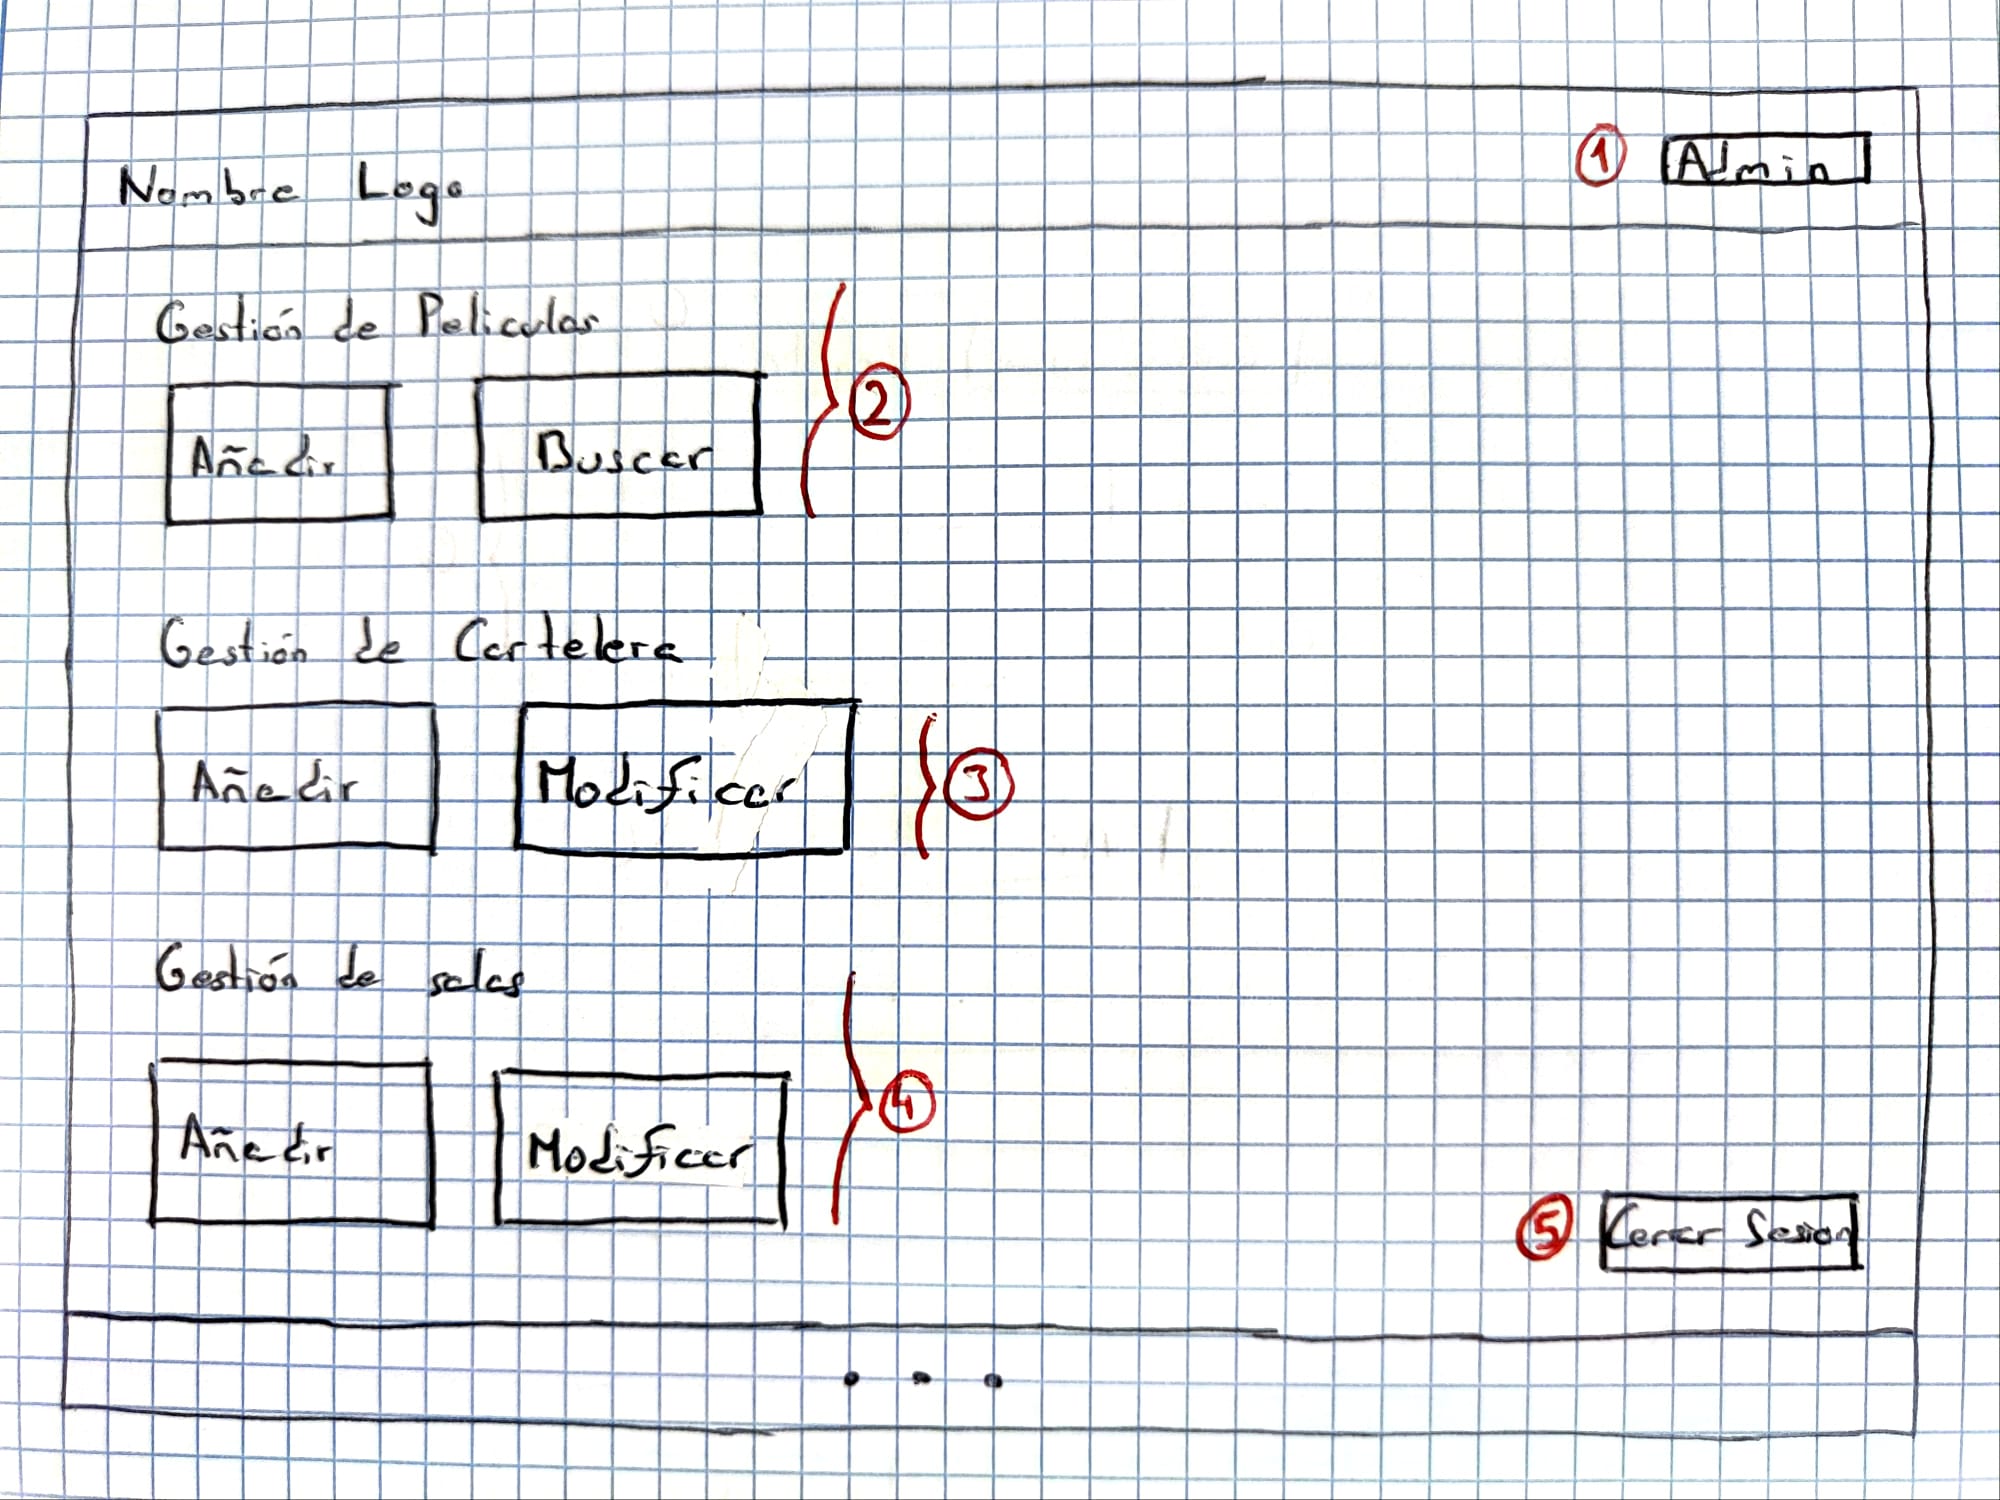 Nombre Logo
1 Admin
Gestión de Peliculas
Añadir Buscar 2
Gestión de Cartelera
Añadir Modificar 3
Gestión de salas
Añadir Modificar 4
5 Cerrar Sesion